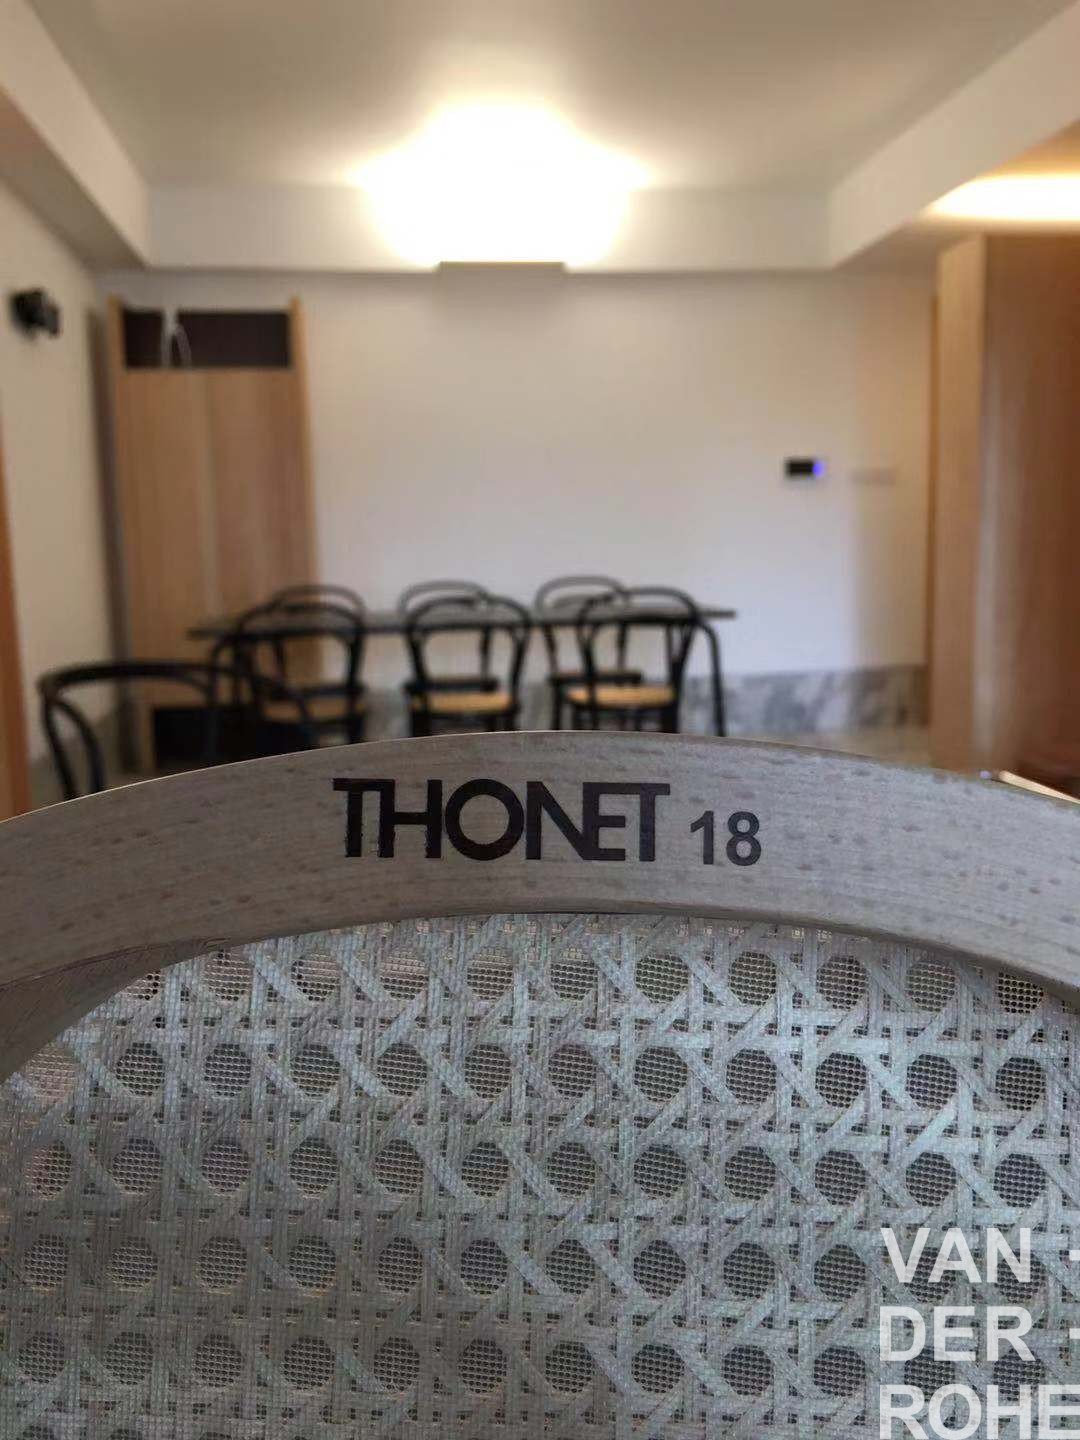 THONET 18
VAN ·
DER ·
ROHE